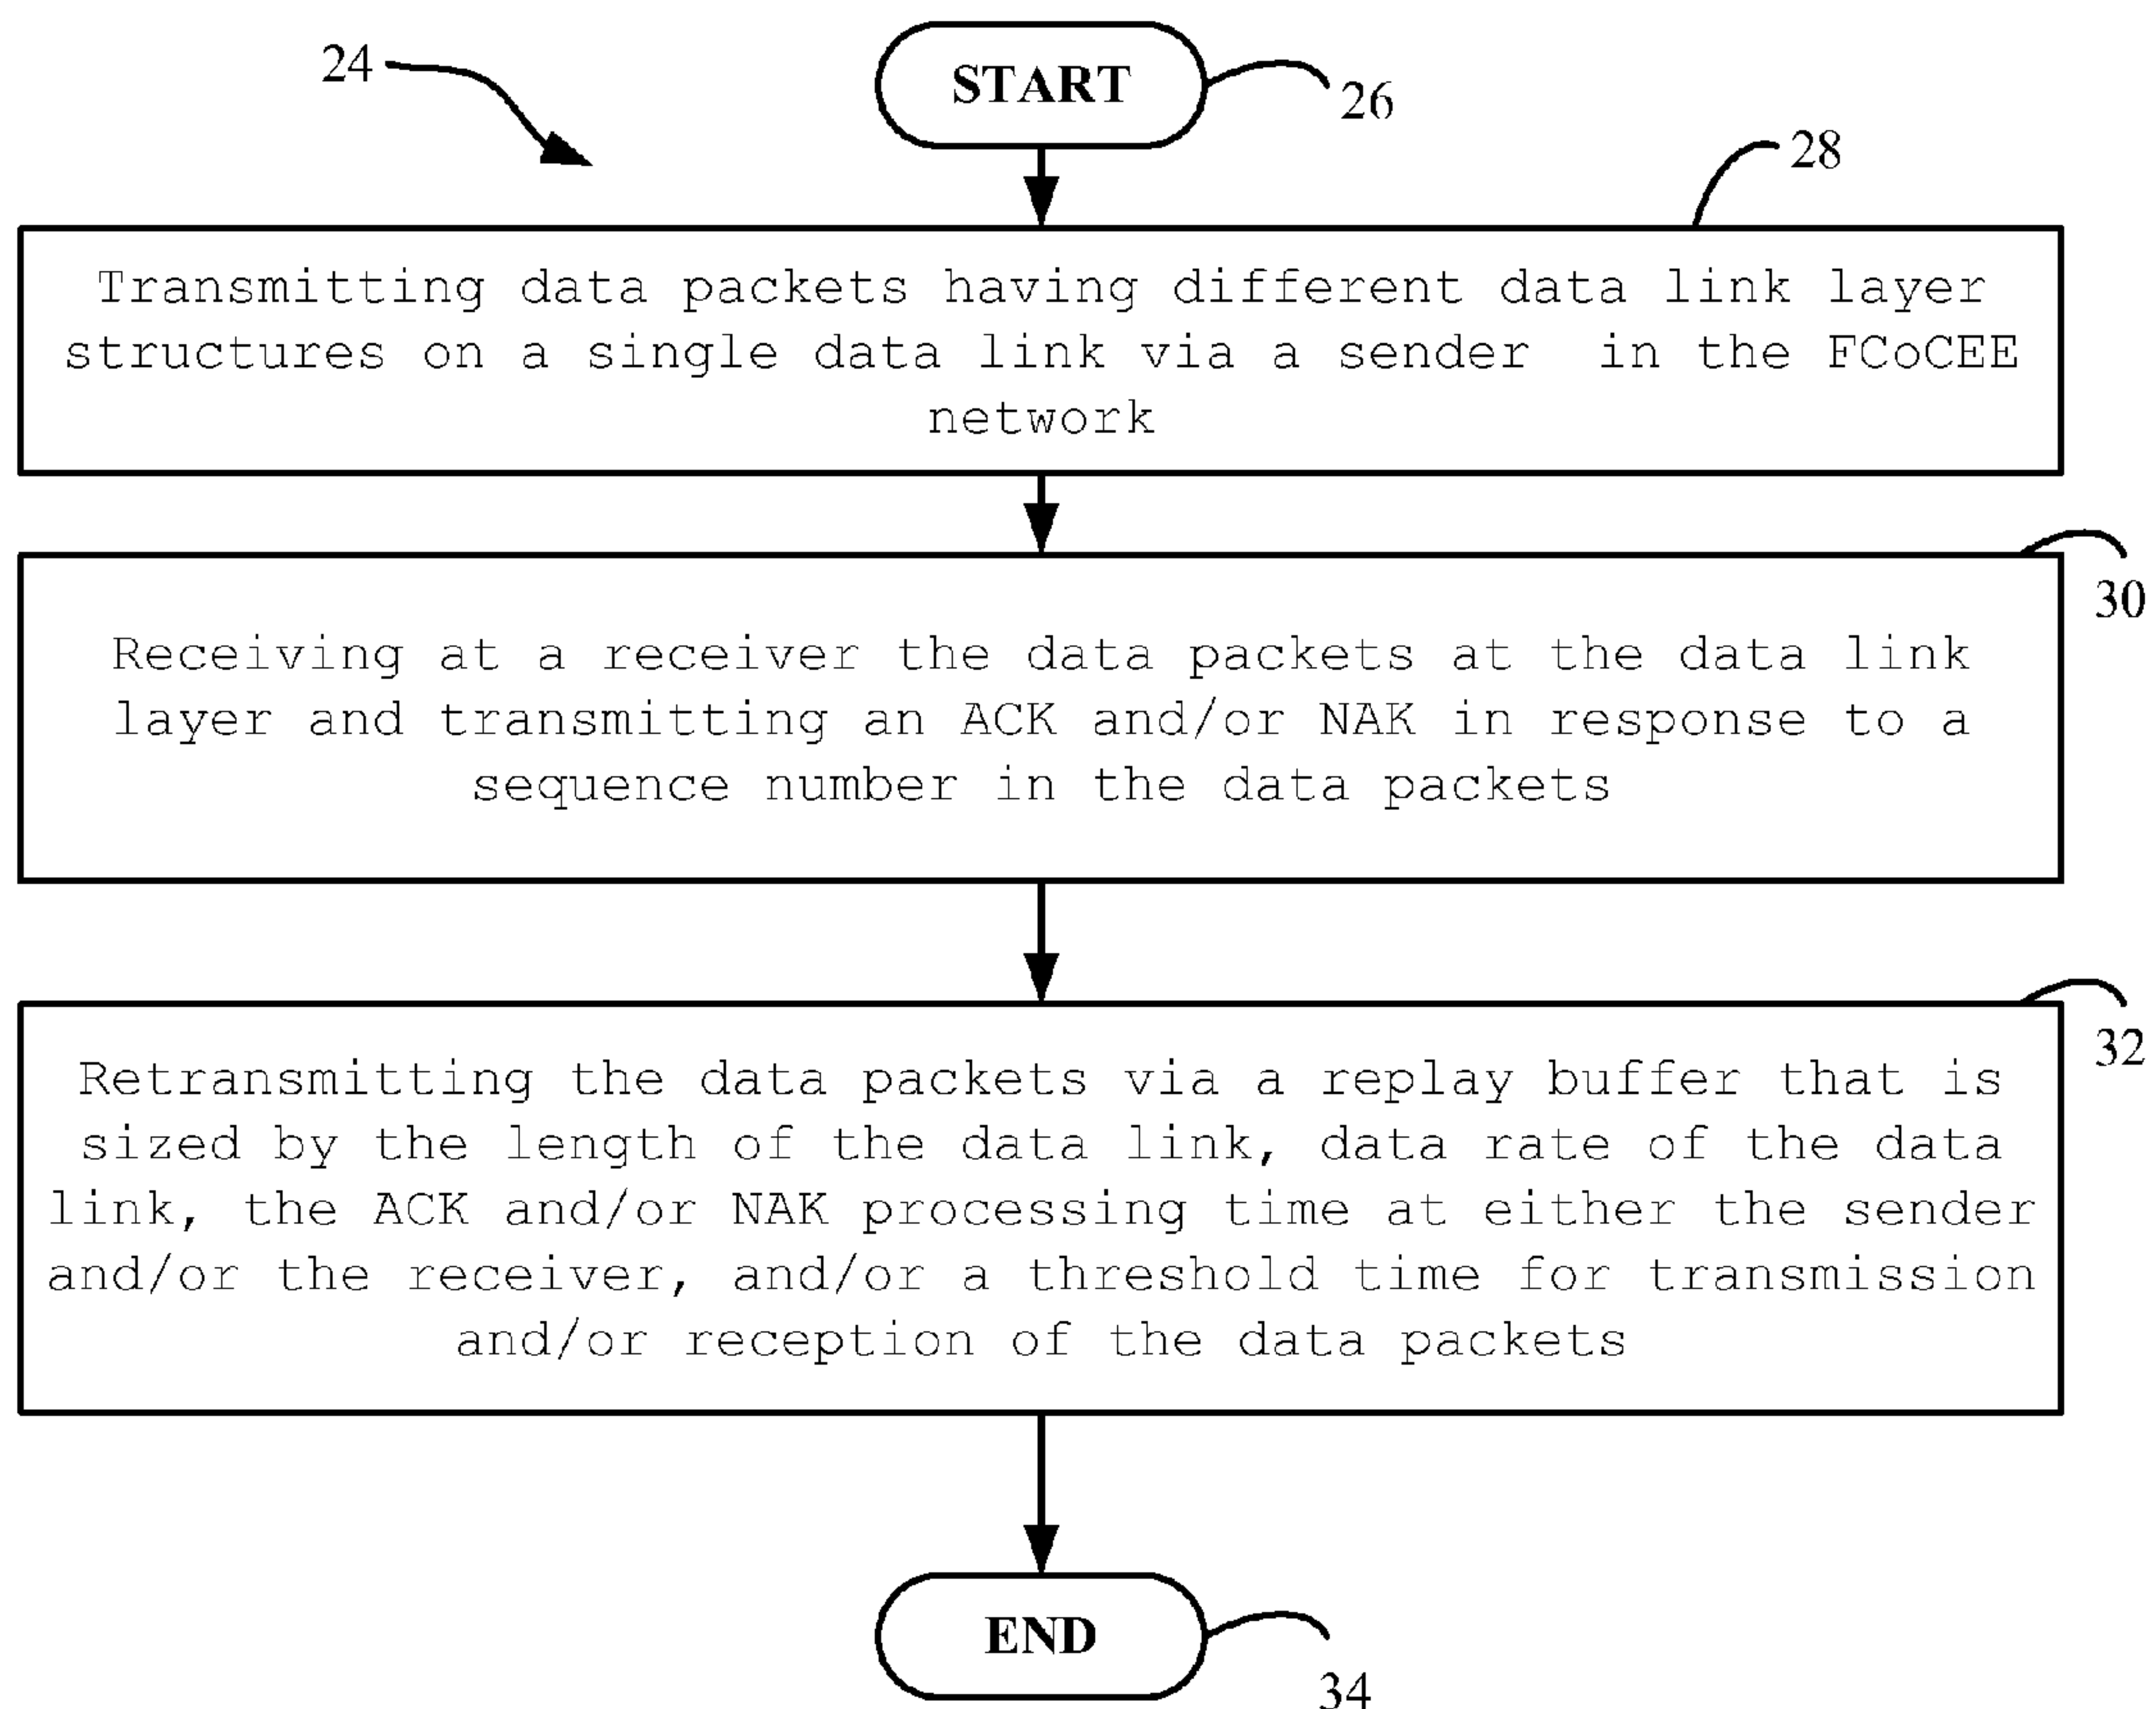 24
START
26
28
Transmitting data packets having different data link layer
structures on a single data link via a sender in the FCoCEE
network
30
Receiving at a receiver the data packets at the data link
layer and transmitting an ACK and/or NAK in response to a
sequence number in the data packets
32
Retransmitting the data packets via a replay buffer that is
sized by the length of the data link, data rate of the data
link, the ACK and/or NAK processing time at either the sender
and/or the receiver, and/or a threshold time for transmission
and/or reception of the data packets
END
34